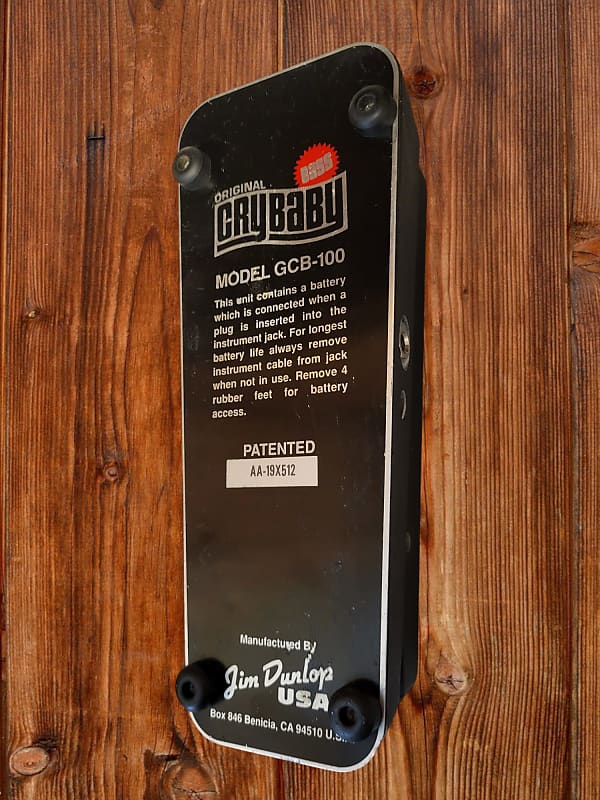 BASS
ORIGINAL
CRYBABY
MODEL GCB-100
This unit contains a battery
which is connected when a
plug is inserted into the
instrument jack. For longest
battery life always remove
instrument cable from jack
when not in use. Remove 4
rubber feet for battery
access.
PATENTED
AA-19X512
Manufactured By
Jim Dunlop
USA
Box 846 Benicia, CA 94510 U.S.